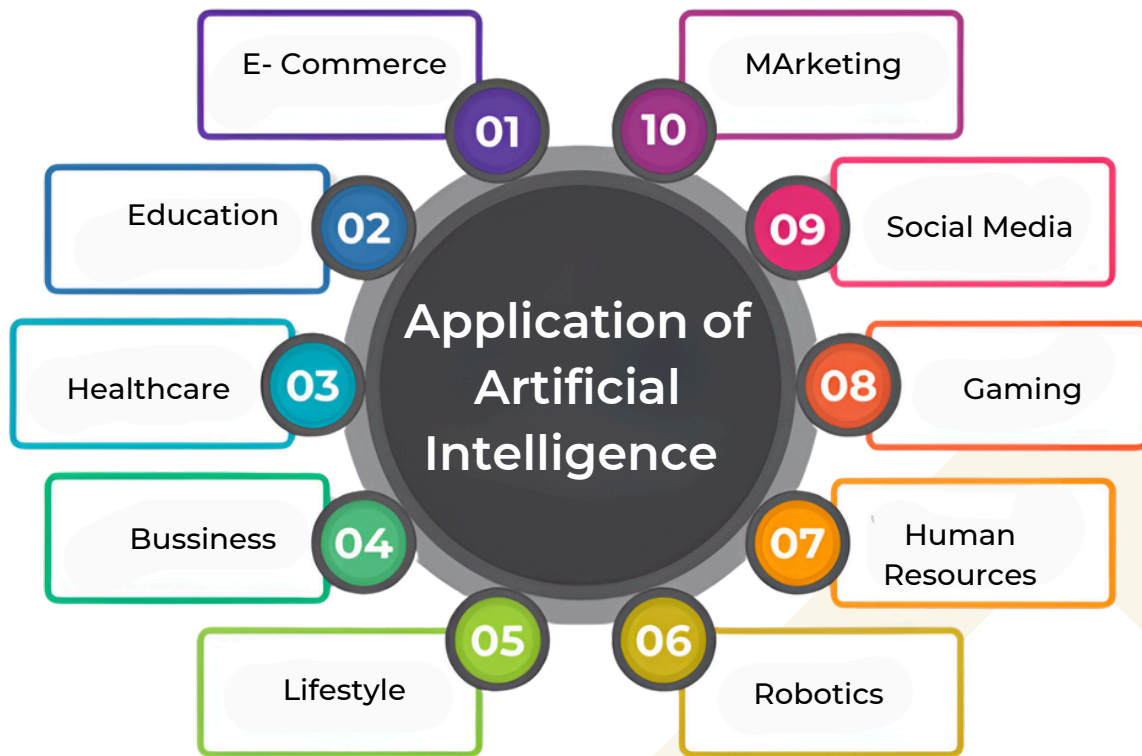 E- Commerce
01
Education
02
Healthcare
03
Bussiness
04
Lifestyle
05
Application of
Artificial
Intelligence
06
Robotics
07
Human
Resources
08
Gaming
09
Social Media
10
MArketing